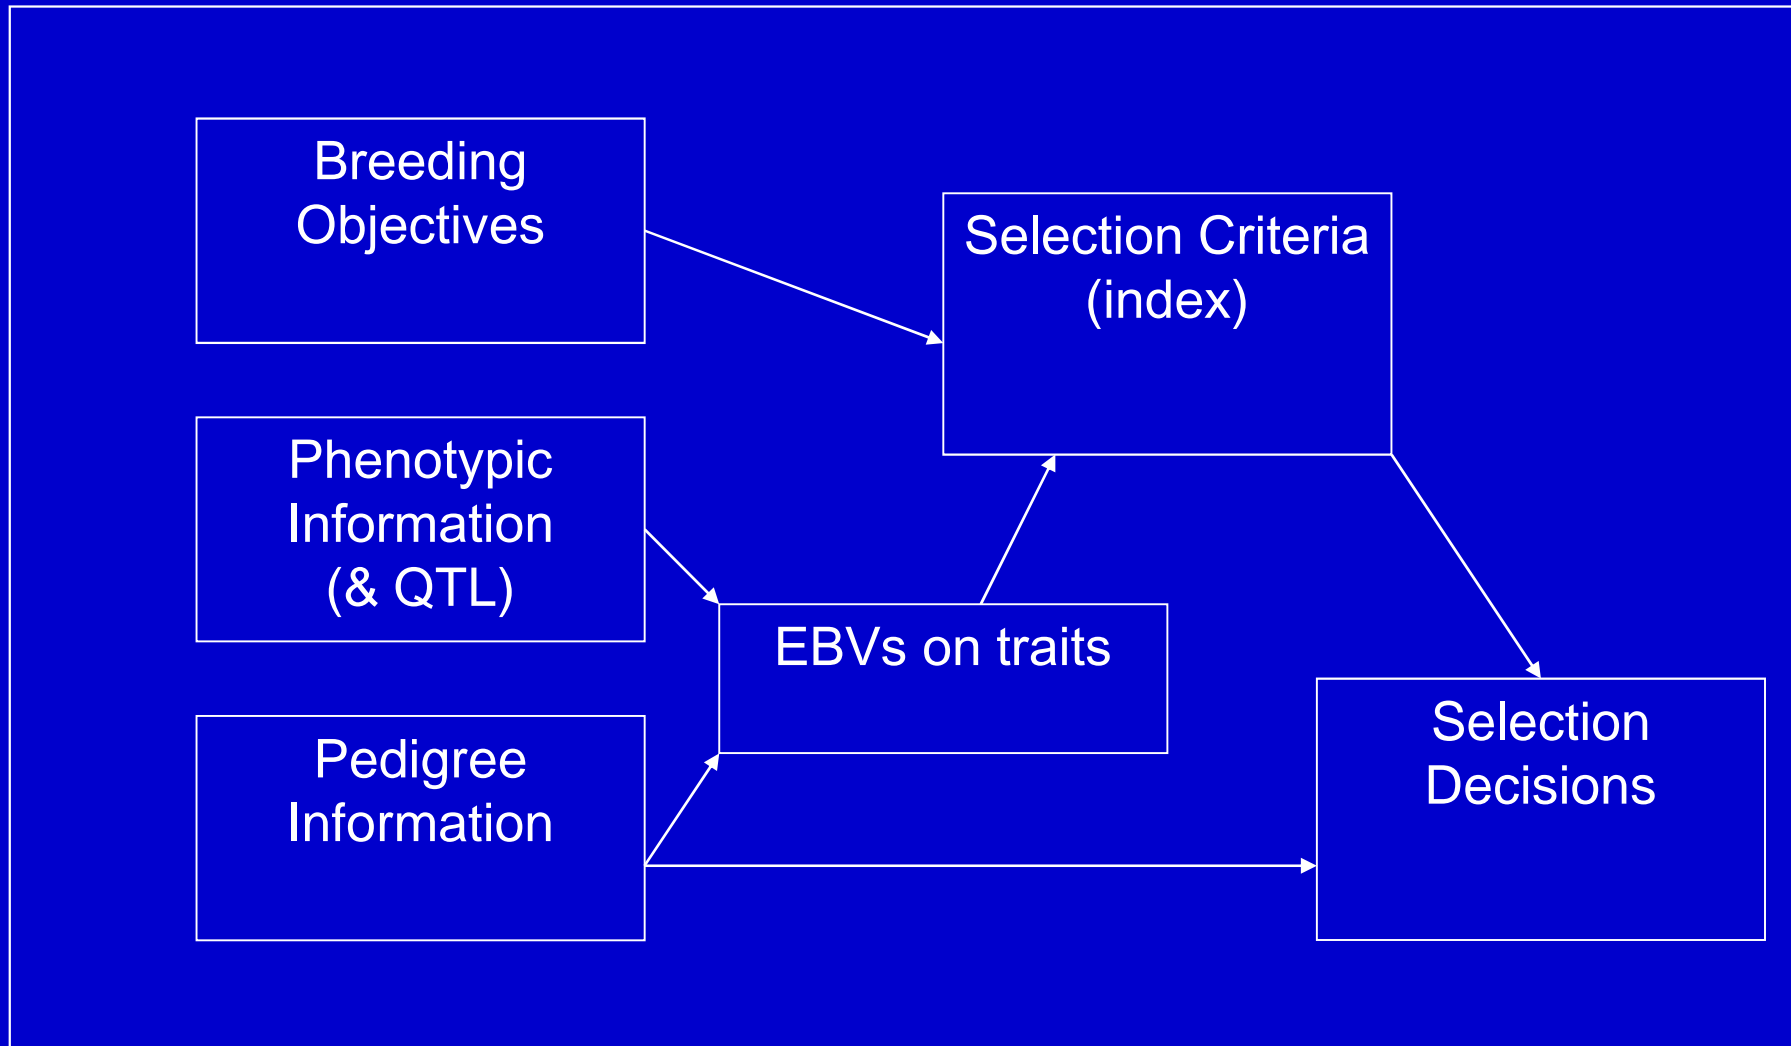 Breeding
Objectives
Selection Criteria
(index)
Phenotypic
Information
(& QTL)
EBVs on traits
Pedigree
Information
Selection
Decisions